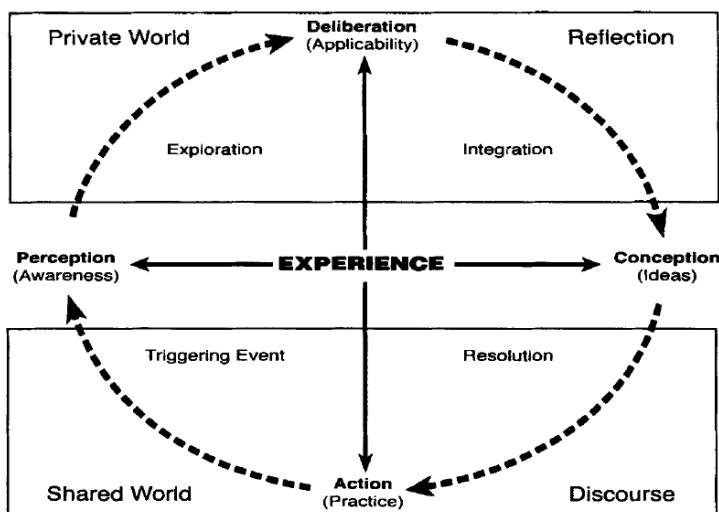 Private World
Deliberation
(Applicability)
Reflection
Exploration
Integration
Perception
(Awareness)
EXPERIENCE
Conception
(Ideas)
Triggering Event
Resolution
Shared World
Action
(Practice)
Discourse